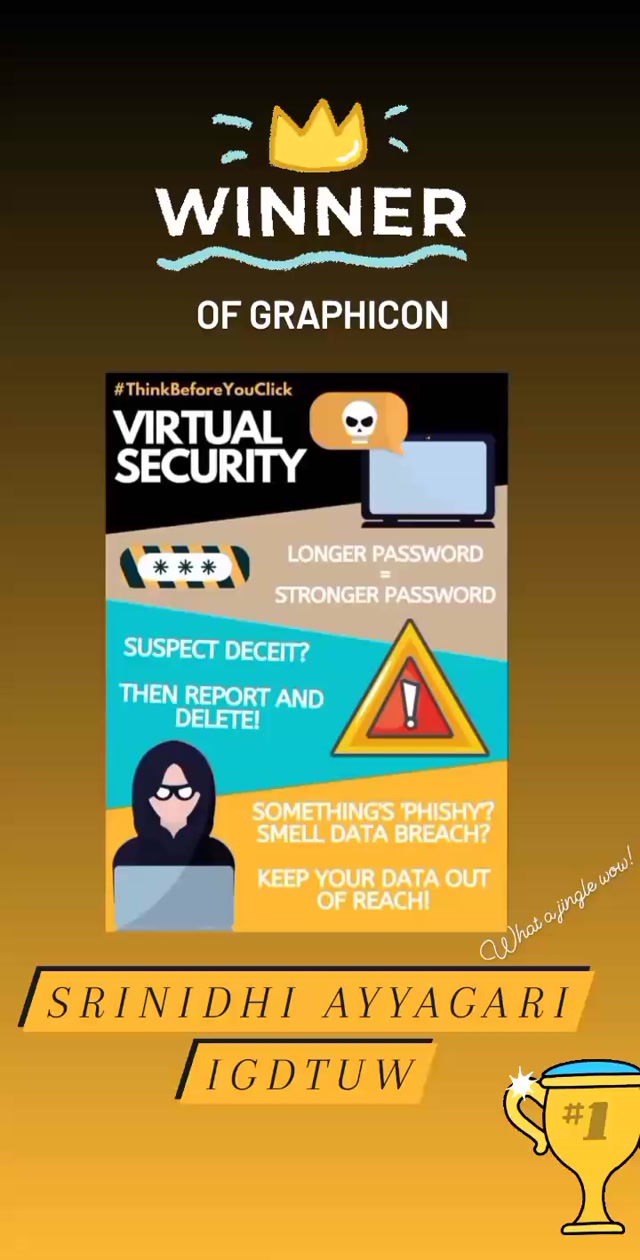 WINNER
OF GRAPHICON
#ThinkBeforeYouClick
VIRTUAL
SECURITY
***
LONGER PASSWORD
=
STRONGER PASSWORD
SUSPECT DECEIT?
THEN REPORT AND
DELETE!
!
SOMETHING'S 'PHISHY'?
SMELL DATA BREACH?
KEEP YOUR DATA OUT
OF REACH!
What a jingle wow!
SRINIDHI AYYAGARI
IGDTUW
#1